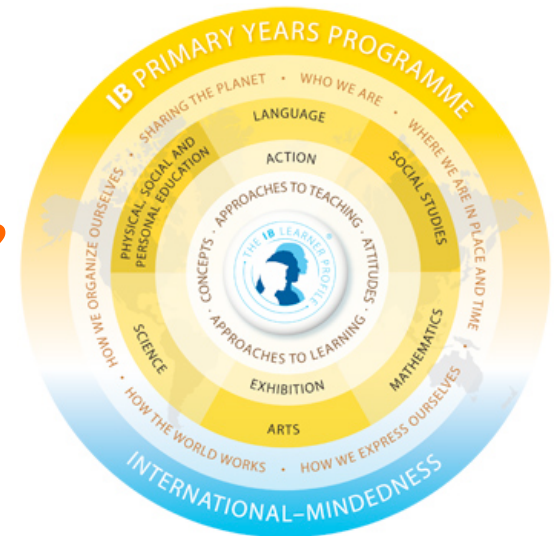 IB PRIMARY YEARS PROGRAMME
SHARING THE PLANET • WHO WE ARE • WHERE WE ARE IN PLACE AND TIME • HOW WE EXPRESS OURSELVES • HOW THE WORLD WORKS • HOW WE ORGANIZE OURSELVES •
LANGUAGE
SOCIAL STUDIES
MATHEMATICS
ARTS
SCIENCE
PHYSICAL, SOCIAL AND
PERSONAL EDUCATION
ACTION
EXHIBITION
APPROACHES TO TEACHING · ATTITUDES · APPROACHES TO LEARNING · CONCEPTS ·
THE IB LEARNER PROFILE
®
INTERNATIONAL–MINDEDNESS